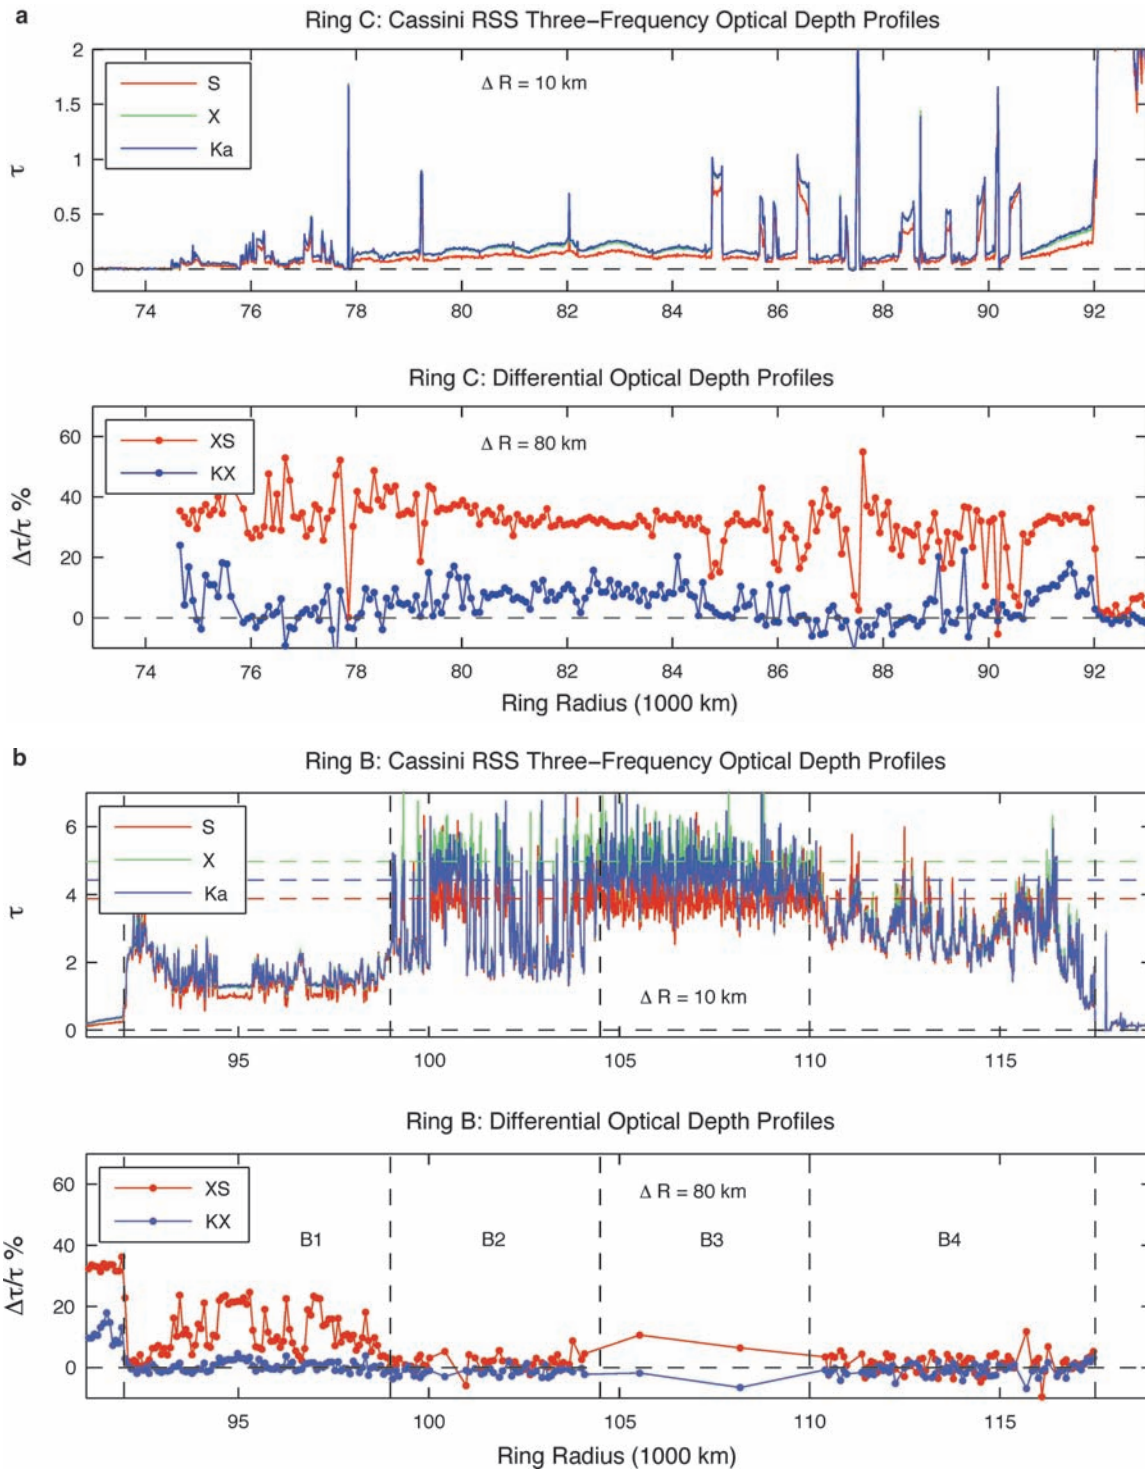 a
Ring C: Cassini RSS Three-Frequency Optical Depth Profiles
2
S
Δ R = 10 km
1.5
X
Ka
τ
1
0.5
0
74 76 78 80 82 84 86 88 90 92
Ring C: Differential Optical Depth Profiles
60
XS
Δ R = 80 km
KX
40
Δτ/τ %
20
0
74 76 78 80 82 84 86 88 90 92
Ring Radius (1000 km)
b
Ring B: Cassini RSS Three-Frequency Optical Depth Profiles
6
S
X
4
Ka
τ
2
Δ R = 10 km
0
95 100 105 110 115
Ring B: Differential Optical Depth Profiles
60
XS
Δ R = 80 km
KX
40
B1 B2 B3 B4
Δτ/τ %
20
0
95 100 105 110 115
Ring Radius (1000 km)